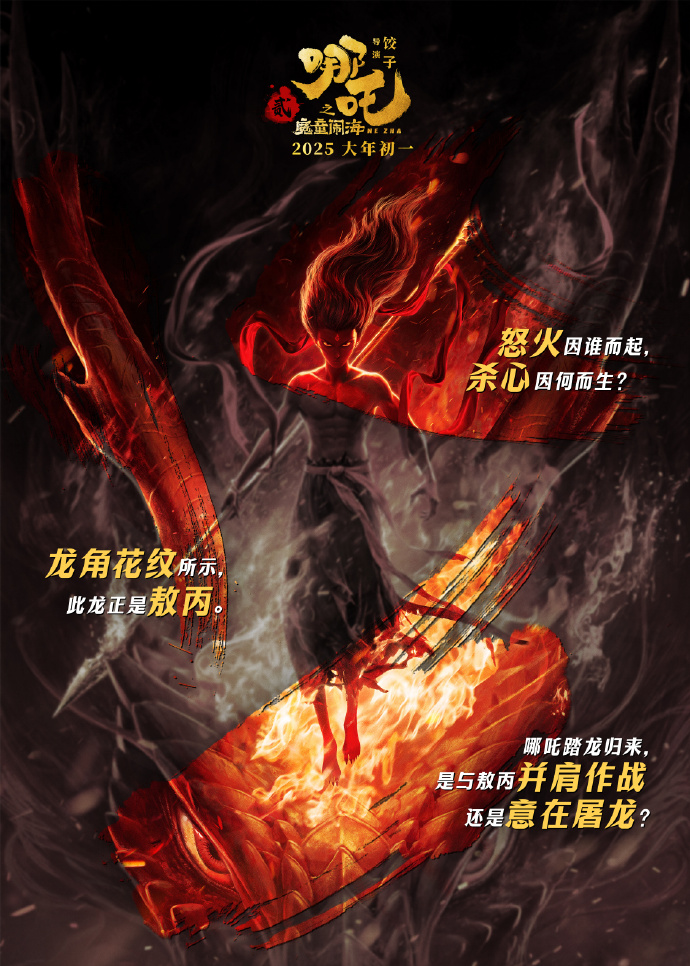 导演
饺子
哪吒
之
贰
魔童闹海
NE ZHA
2025 大年初一
怒火因谁而起,
杀心因何而生?
龙角花纹所示,
此龙正是敖丙。
哪吒踏龙归来,
是与敖丙并肩作战
还是意在屠龙?